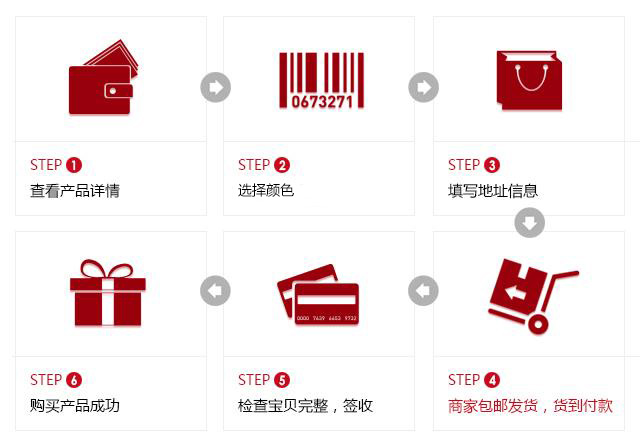 0673271
STEP 1
查看产品详情
STEP 2
选择颜色
STEP 3
填写地址信息
STEP 4
商家包邮发货，货到付款
0000 7639 6653 9732
STEP 5
检查宝贝完整，签收
STEP 6
购买产品成功